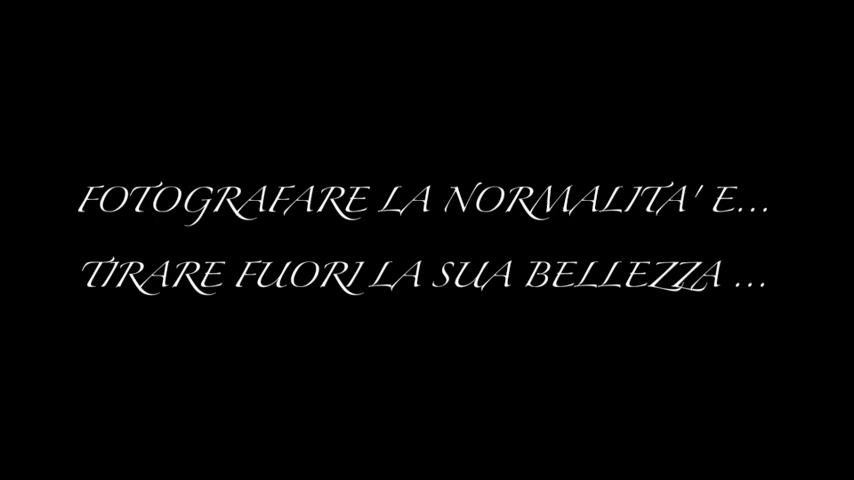 FOTOGRAFARE LA NORMALITA' E...
TIRARE FUORI LA SUA BELLEZZA ...